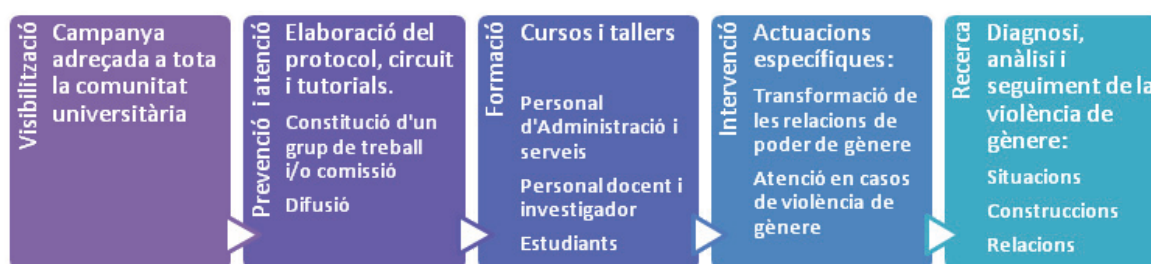 Visibilització
Campanya
adreçada a tota
la comunitat
universitària
Prevenció i atenció
Elaboració del
protocol, circuit
i tutorials.
Constitució d'un
grup de treball
i/o comissió
Difusió
Formació
Cursos i tallers
Personal
d'Administració i
serveis
Personal docent i
investigador
Estudiants
Intervenció
Actuacions
específiques:
Transformació de
les relacions de
poder de gènere
Atenció en casos
de violència de
gènere
Recerca
Diagnosi,
anàlisi i
seguiment de la
violència de
gènere:
Situacions
Construccions
Relacions